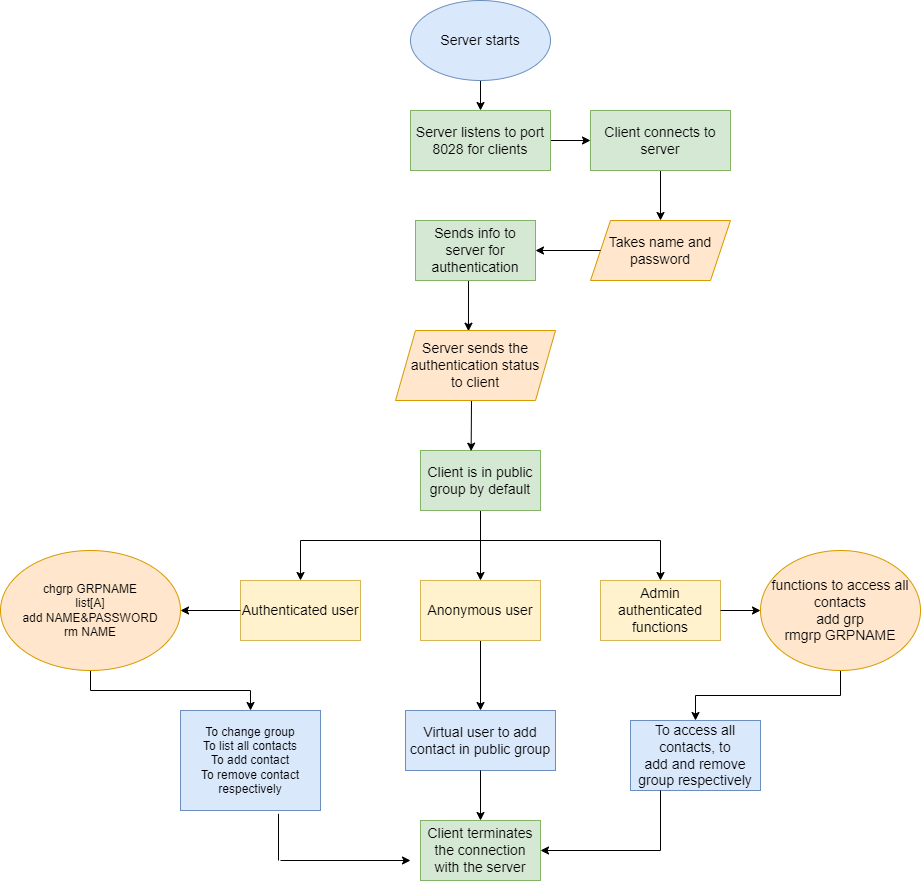 Server starts
Server listens to port
8028 for clients
Client connects to
server
Takes name and
password
Sends info to
server for
authentication
Server sends the
authentication status
to client
Client is in public
group by default
chgrp GRPNAME
list[A]
add NAME&PASSWORD
rm NAME
Authenticated user
Anonymous user
Admin
authenticated
functions
functions to access all
contacts
add grp
rmgrp GRPNAME
To change group
To list all contacts
To add contact
To remove contact
respectively
Virtual user to add
contact in public group
To access all
contacts, to
add and remove
group respectively
Client terminates
the connection
with the server